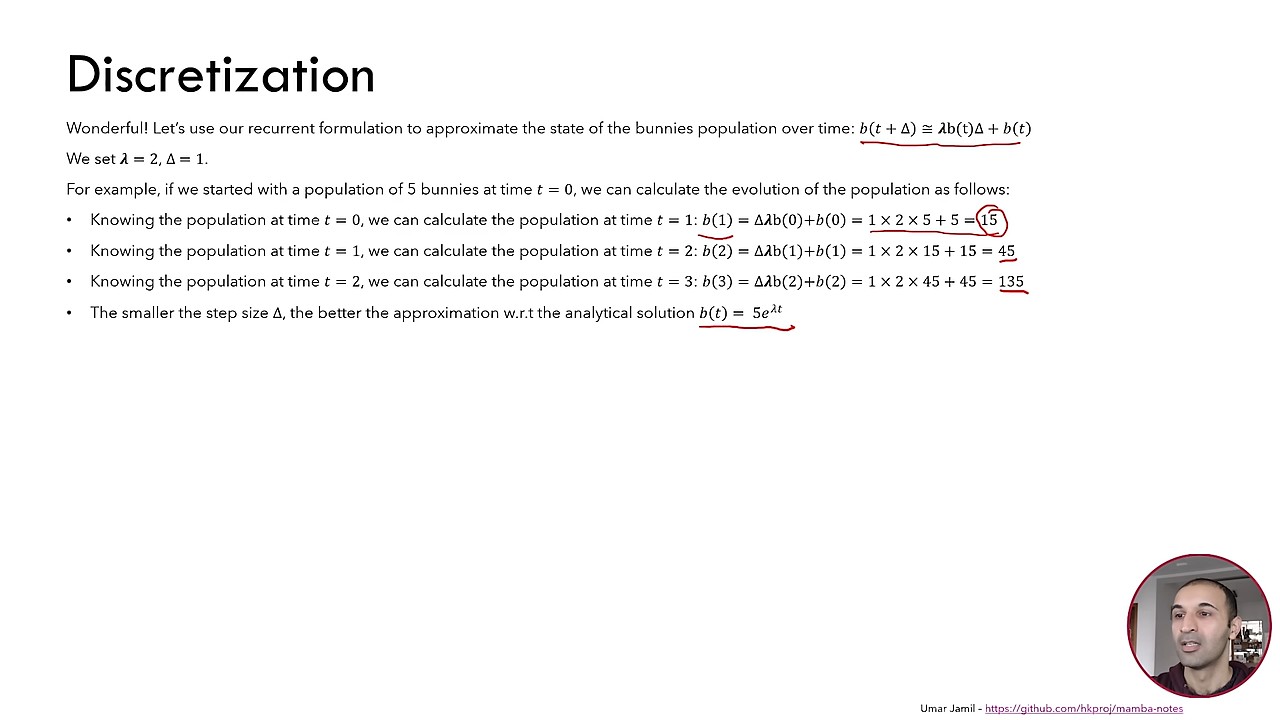 Discretization
Wonderful! Let's use our recurrent formulation to approximate the state of the bunnies population over time: b(t + Δ) ≅ λb(t)Δ + b(t)
We set λ = 2, Δ = 1.
For example, if we started with a population of 5 bunnies at time t = 0, we can calculate the evolution of the population as follows:
• Knowing the population at time t = 0, we can calculate the population at time t = 1: b(1) = Δλb(0)+b(0) = 1 × 2 × 5 + 5 = 15
• Knowing the population at time t = 1, we can calculate the population at time t = 2: b(2) = Δλb(1)+b(1) = 1 × 2 × 15 + 15 = 45
• Knowing the population at time t = 2, we can calculate the population at time t = 3: b(3) = Δλb(2)+b(2) = 1 × 2 × 45 + 45 = 135
• The smaller the step size Δ, the better the approximation w.r.t the analytical solution b(t) = 5e^{λt}
Umar Jamil – https://github.com/hkproj/mamba-notes